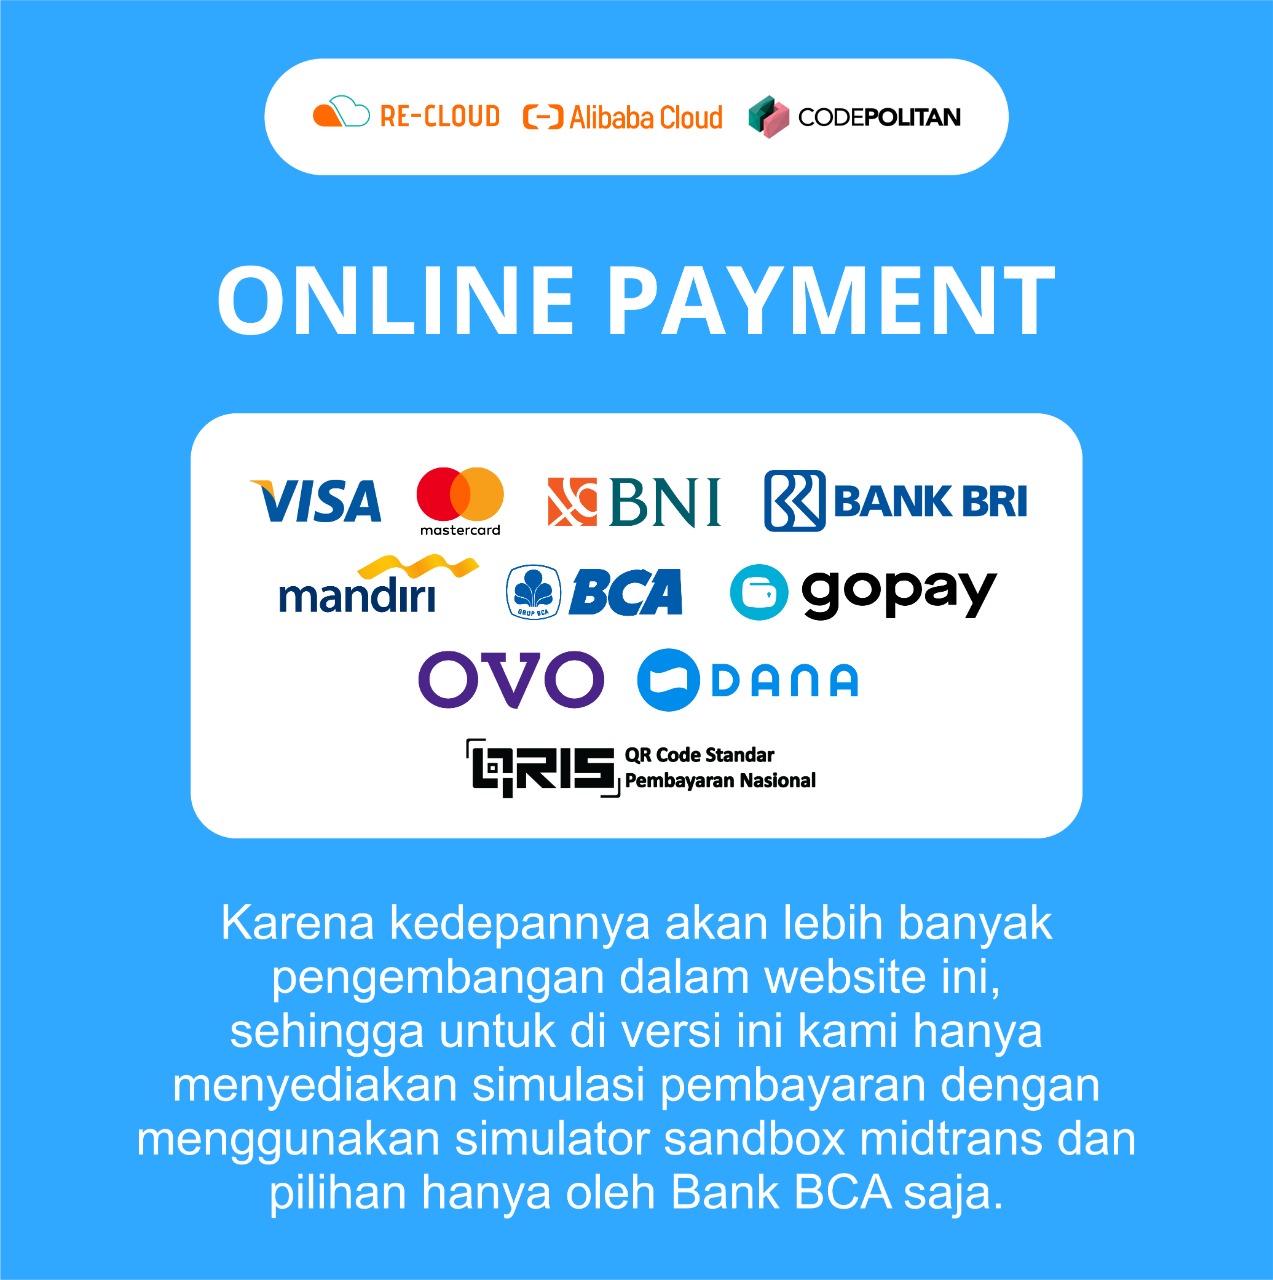 RE-CLOUD Alibaba Cloud CODEPOLITAN
ONLINE PAYMENT
VISA mastercard BNI BANK BRI
mandiri GRUP BCA BCA gopay
OVO DANA
QRIS QR Code Standar
Pembayaran Nasional
Karena kedepannya akan lebih banyak
pengembangan dalam website ini,
sehingga untuk di versi ini kami hanya
menyediakan simulasi pembayaran dengan
menggunakan simulator sandbox midtrans dan
pilihan hanya oleh Bank BCA saja.